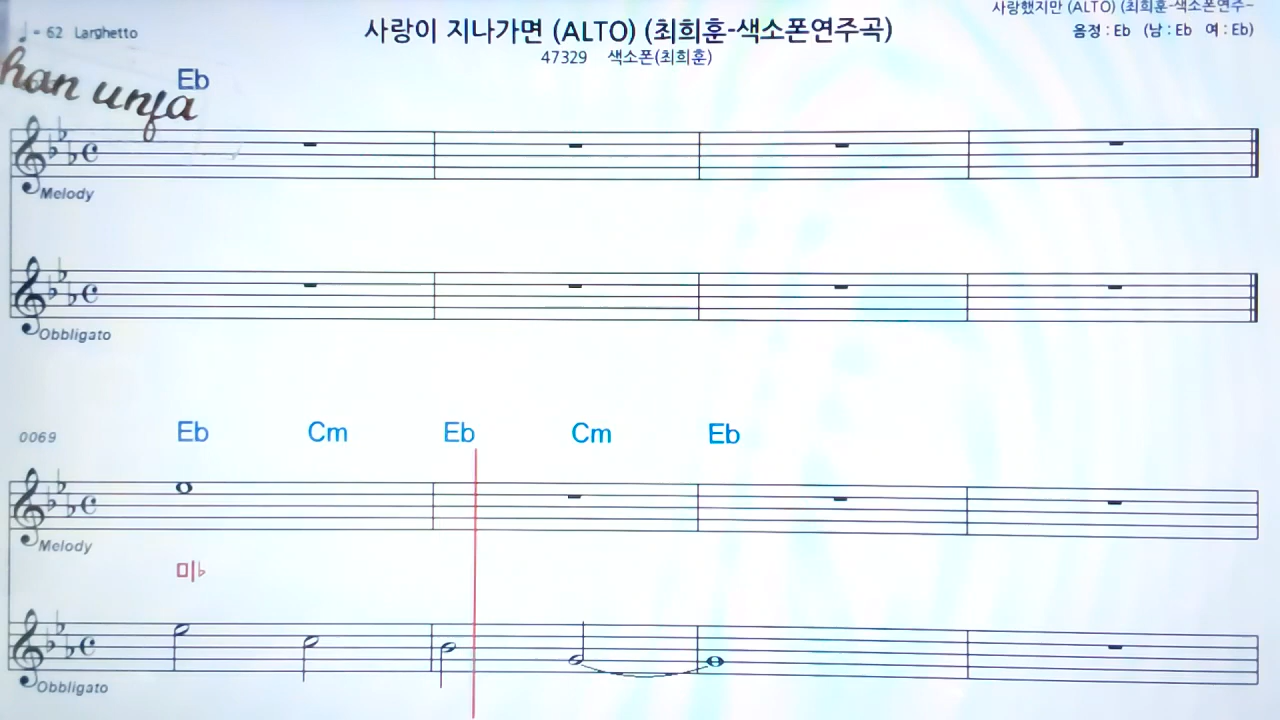 사랑했지만 (ALTO) (최희훈-색소폰연주-
♩= 62 Larghetto
사랑이 지나가면 (ALTO) (최희훈-색소폰연주곡)
음정 : Eb (남 : Eb 여 : Eb)
47329 색소폰(최희훈)
han unfa
Eb
Melody
Obbligato
0069
Eb Cm Eb Cm Eb
Melody
미♭
Obbligato